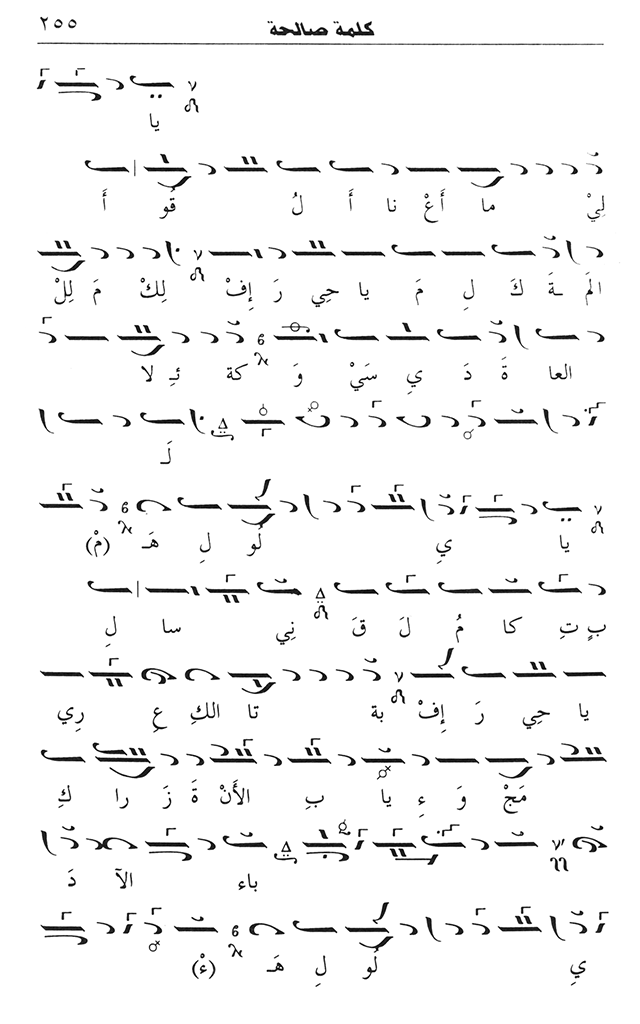 ٢٥٥ كلمة صالحة
يا
أَ قُو لُ أَ نا أَعْ ما لِيْ
لِلْ مَ لِكْ إِفْ رَ حِي يا مَ لِ كَ ـةَ المَ
لا ئِـ كة وَ سَيْ يِ دَ ةَ العا
لَـ
(مْ) هَـ لِ لُو يِ يا
لِ سا نِي قَ لَ مُ كا تِ بٍ
رِي عِ الكِ تا بة إِفْ رَ حِي يا
كِ را زَ ةَ الأَنْ بِ يا ءِ وَ مَجْ
دَ الآ باء
(ءْ) هَـ لِ لُو يِ